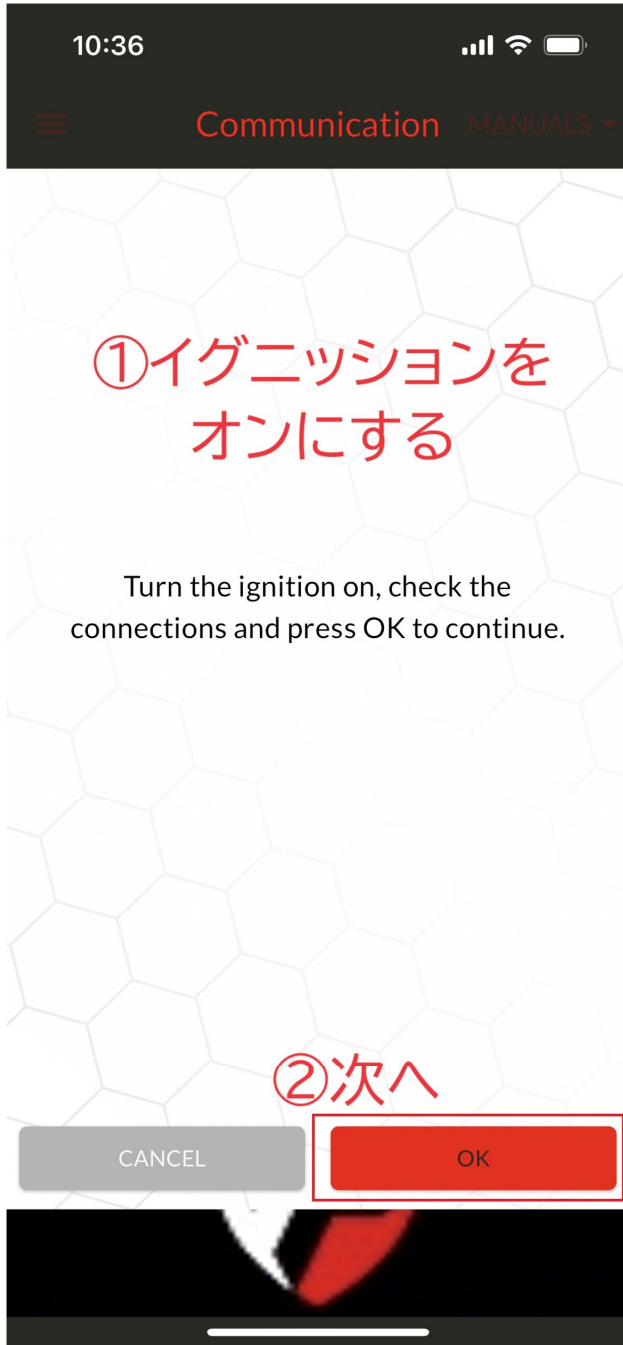 10:36
Communication MANUALS
①イグニッションを
オンにする
Turn the ignition on, check the
connections and press OK to continue.
②次へ
CANCEL OK